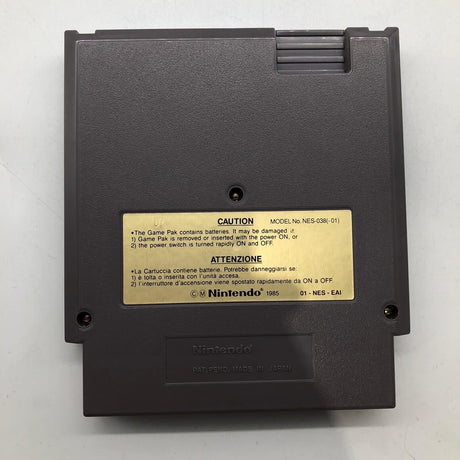 CAUTION MODEL No. NES-038(-01)
•The Game Pak contains batteries. It may be damaged if:
1) Game Pak is removed or inserted with the power ON, or
2) the power switch is turned rapidly ON and OFF.
ATTENZIONE
•La Cartuccia contiene batterie. Potrebbe danneggiarsi se:
1) è tolta o inserita con l'unità accesa.
2) l'interruttore d'accensione viene spostato rapidamente da ON a OFF.
© M Nintendo® 1985 01 - NES - EAI
Nintendo
PAT. PEND. MADE IN JAPAN